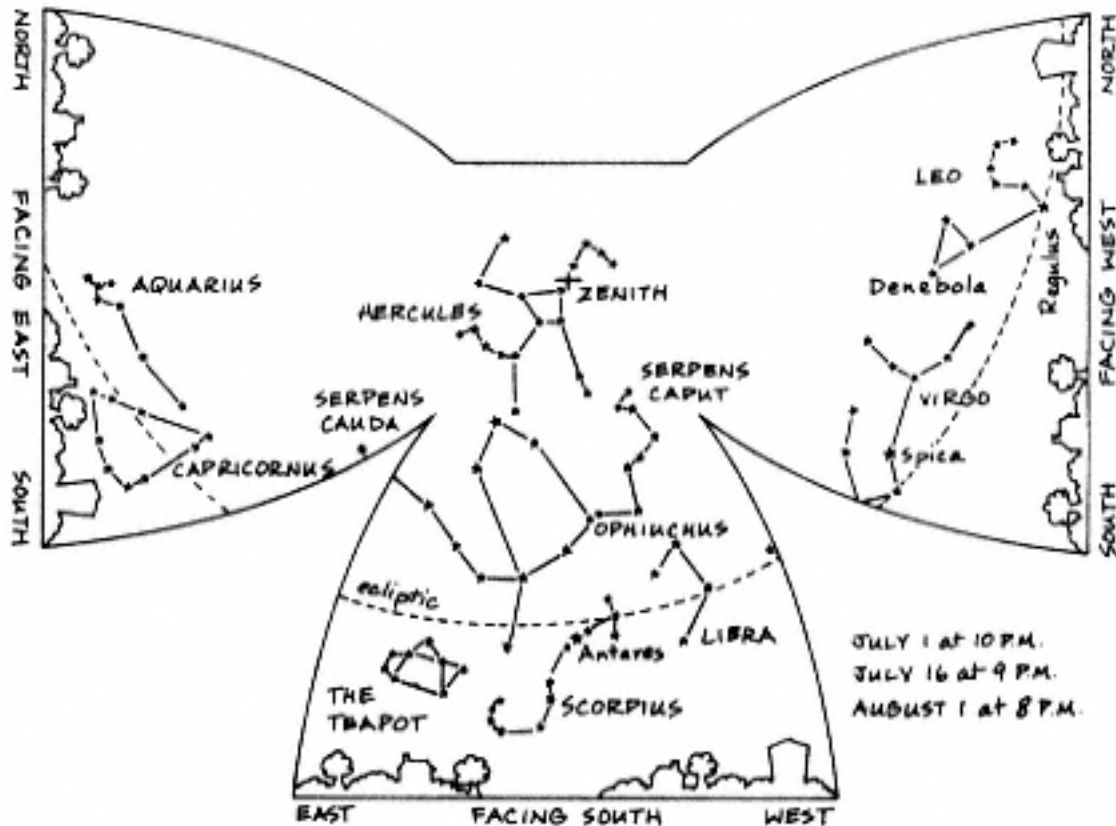 NORTH
FACING EAST
SOUTH
NORTH
FACING WEST
SOUTH
LEO
AQUARIUS
ZENITH
HERCULES
Denebola
Regulus
SERPENS
CAUDA
SERPENS
CAPUT
VIRGO
CAPRICORNUS
Spica
OPHIUCHUS
ecliptic
Antares
LIBRA
THE
TEAPOT
SCORPIUS
JULY 1 at 10 P.M.
JULY 16 at 9 P.M.
AUGUST 1 at 8 P.M.
EAST
FACING SOUTH
WEST